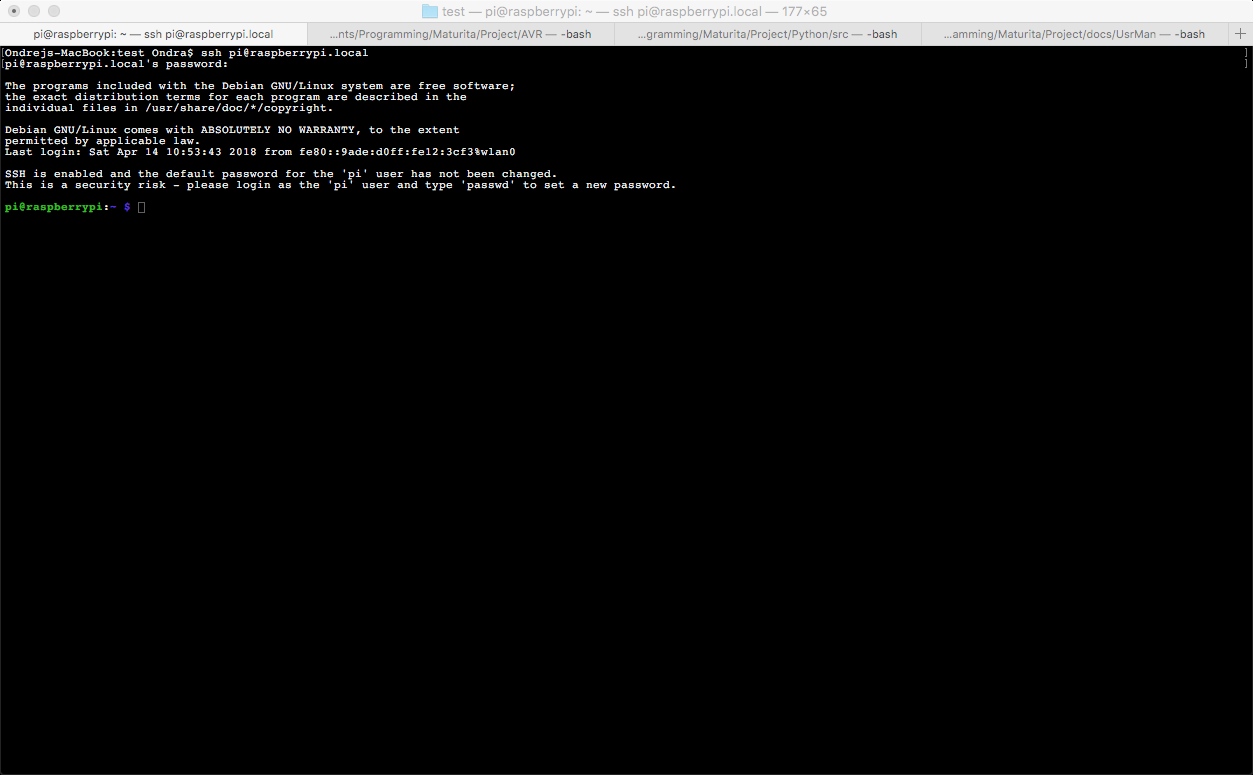 test — pi@raspberrypi: ~ — ssh pi@raspberrypi.local — 177×65
pi@raspberrypi: ~ — ssh pi@raspberrypi.local
...nts/Programming/Maturita/Project/AVR — -bash
...gramming/Maturita/Project/Python/src — -bash
...amming/Maturita/Project/docs/UsrMan — -bash
+
[Ondrejs-MacBook:test Ondra$ ssh pi@raspberrypi.local ]
[pi@raspberrypi.local's password: ]
The programs included with the Debian GNU/Linux system are free software;
the exact distribution terms for each program are described in the
individual files in /usr/share/doc/*/copyright.
Debian GNU/Linux comes with ABSOLUTELY NO WARRANTY, to the extent
permitted by applicable law.
Last login: Sat Apr 14 10:53:43 2018 from fe80::9ade:d0ff:fe12:3cf3%wlan0
SSH is enabled and the default password for the 'pi' user has not been changed.
This is a security risk - please login as the 'pi' user and type 'passwd' to set a new password.
pi@raspberrypi:~ $